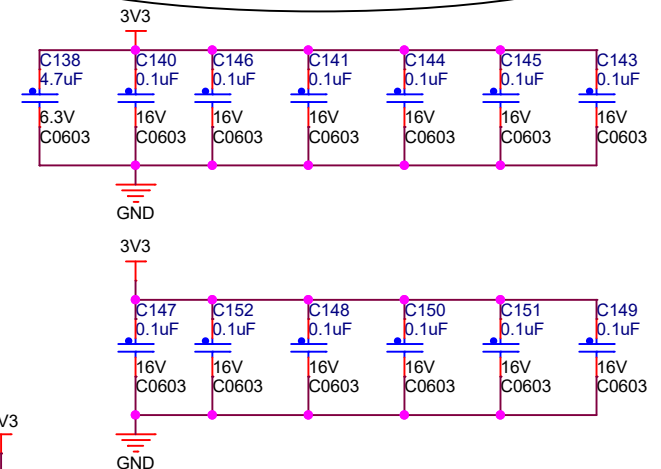 3V3
C138 C140 C146 C141 C144 C145 C143
4.7uF 0.1uF 0.1uF 0.1uF 0.1uF 0.1uF 0.1uF
6.3V 16V 16V 16V 16V 16V 16V
C0603 C0603 C0603 C0603 C0603 C0603 C0603
GND
3V3
C147 C152 C148 C150 C151 C149
0.1uF 0.1uF 0.1uF 0.1uF 0.1uF 0.1uF
16V 16V 16V 16V 16V 16V
C0603 C0603 C0603 C0603 C0603 C0603
V3
GND